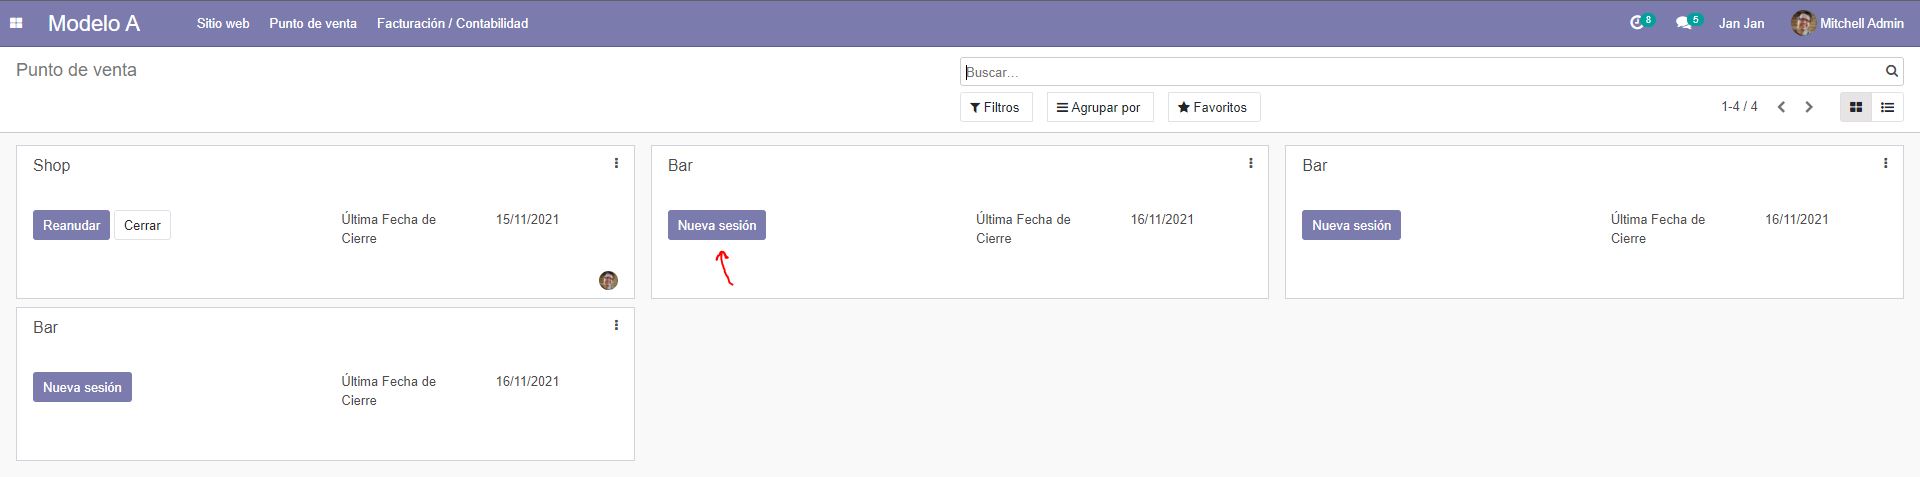 Modelo A Sitio web Punto de venta Facturación / Contabilidad 8 5 Jan Jan Mitchell Admin
Punto de venta
Buscar...
Filtros Agrupar por Favoritos 1-4 / 4
Shop
Reanudar Cerrar Última Fecha de Cierre 15/11/2021
Bar
Nueva sesión Última Fecha de Cierre 16/11/2021
Bar
Nueva sesión Última Fecha de Cierre 16/11/2021
Bar
Nueva sesión Última Fecha de Cierre 16/11/2021